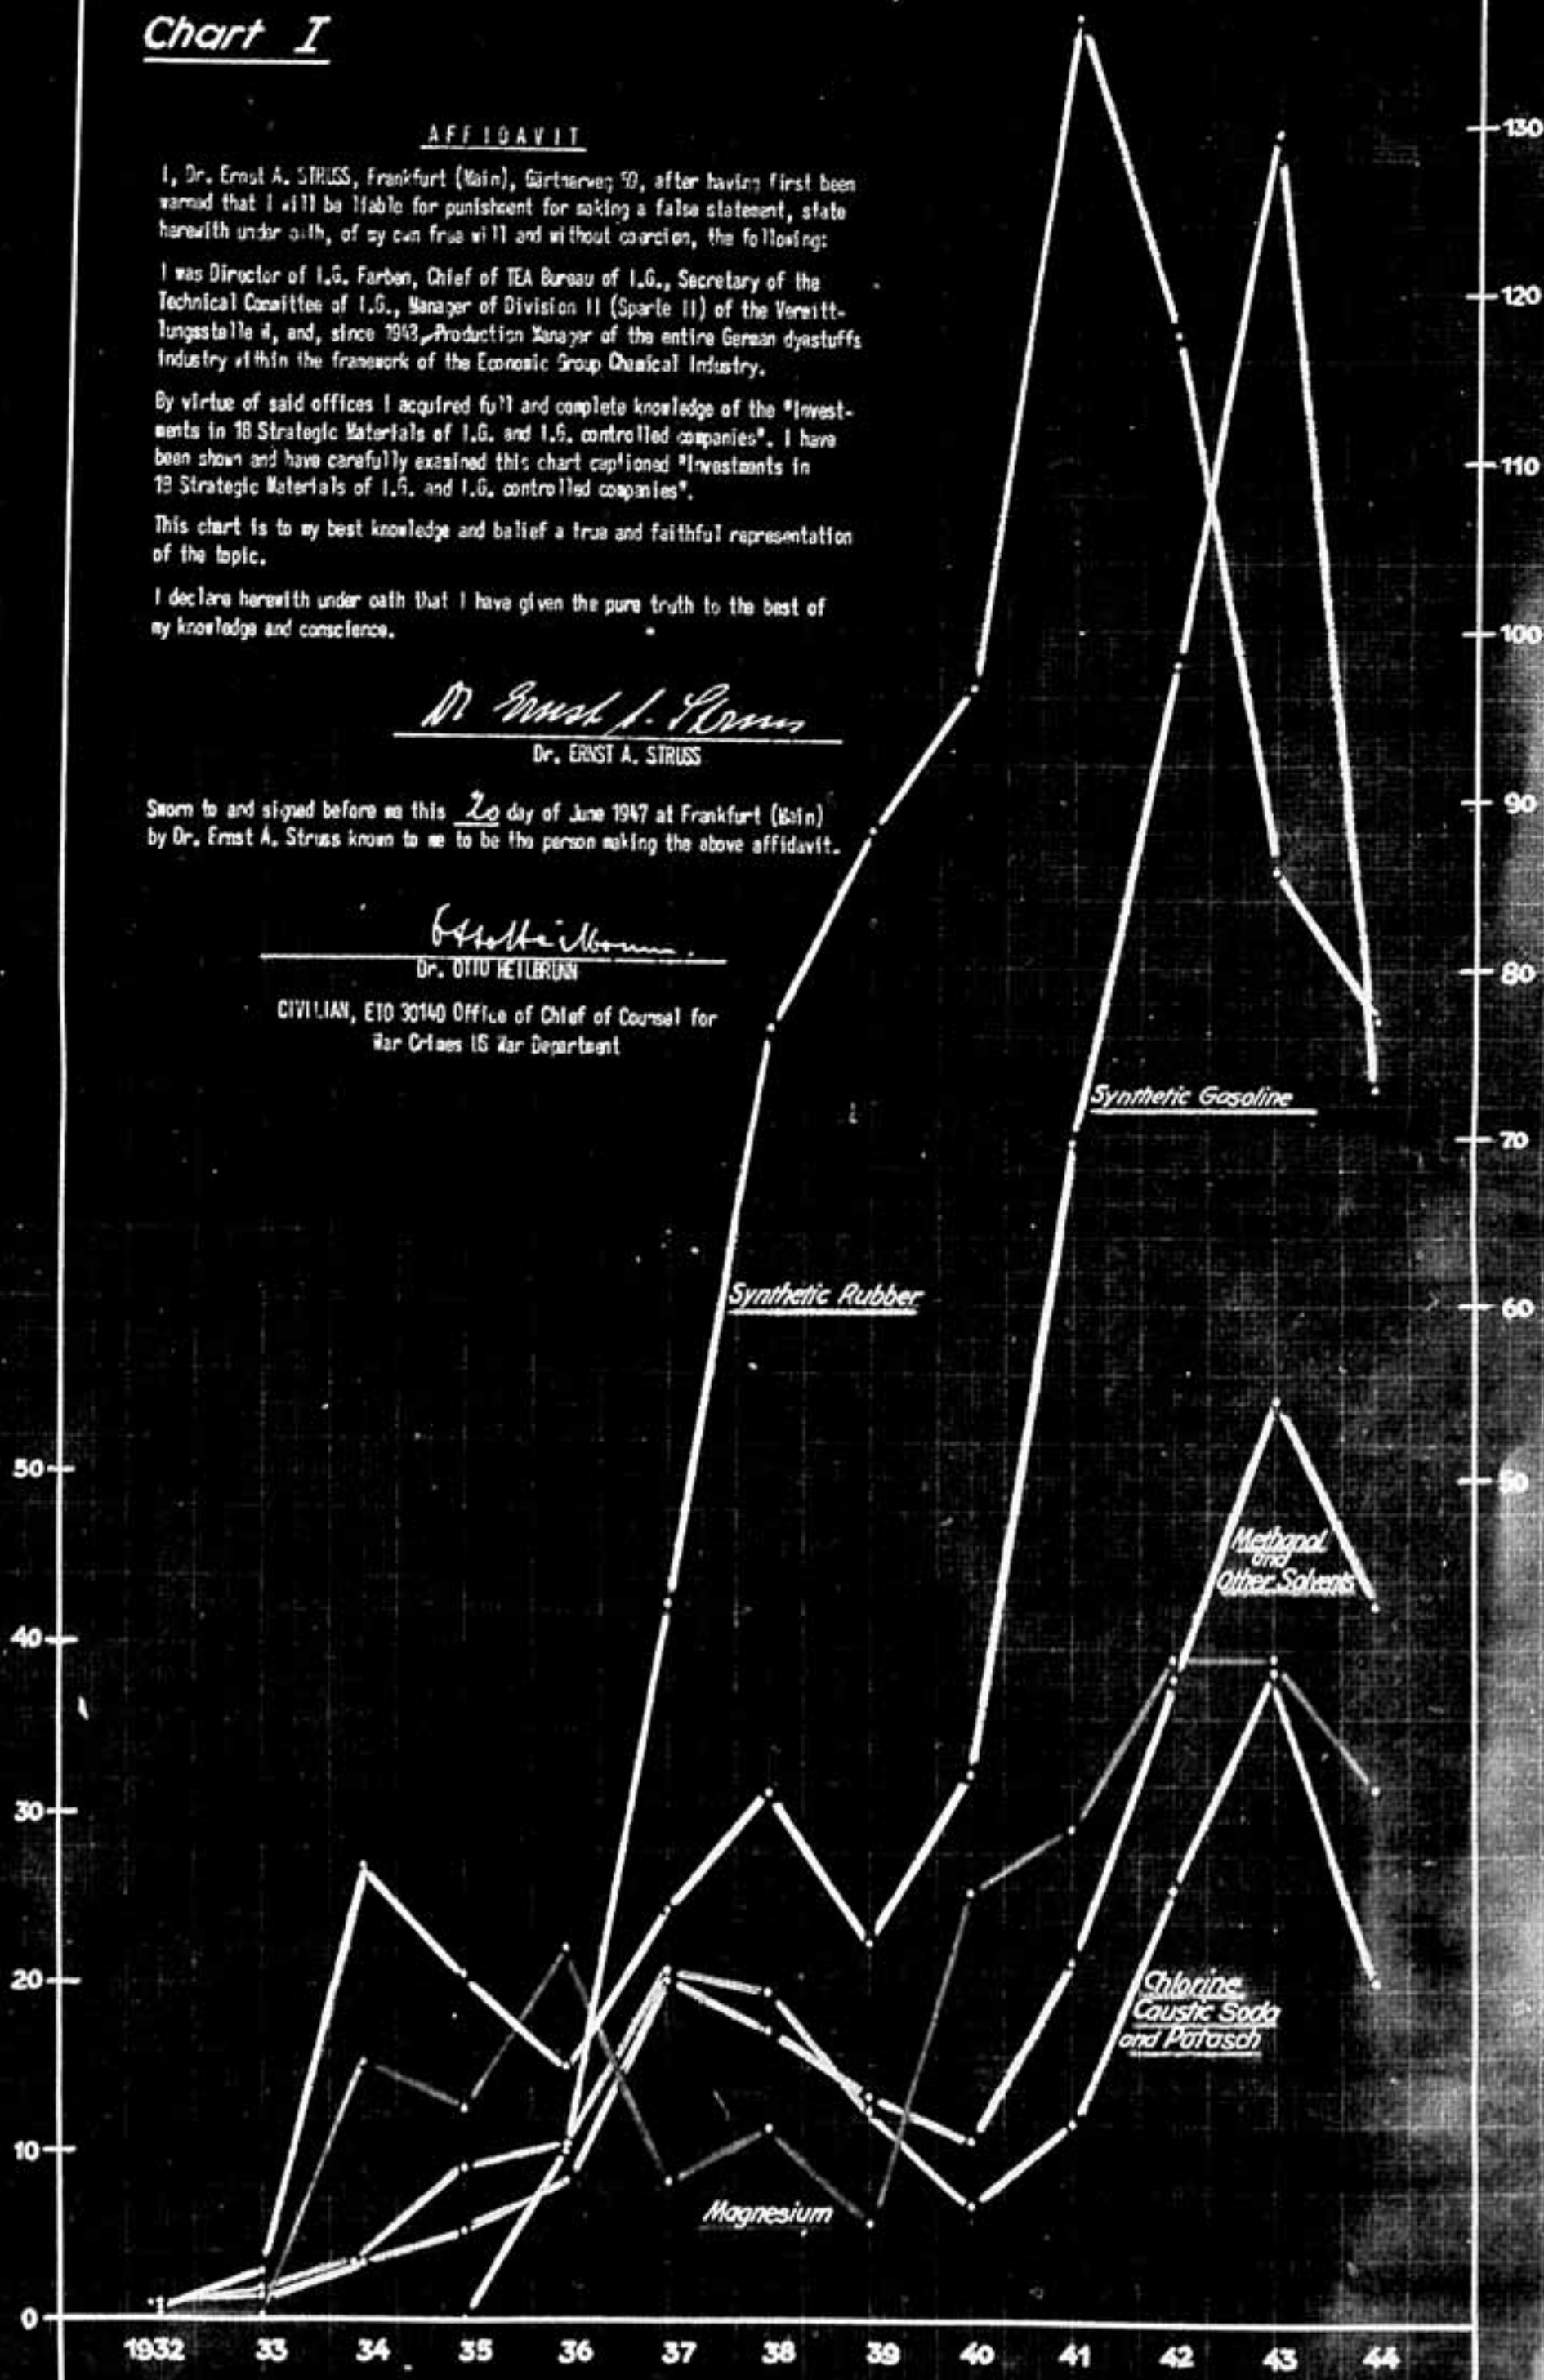 Chart I
AFFIDAVIT
I, Dr. Ernst A. STRUSS, Frankfurt (Main), Gärtnerweg 50, after having first been
warned that I will be liable for punishment for making a false statement, state
herewith under oath, of my own free will and without coercion, the following:
I was Director of I.G. Farben, Chief of TEA Bureau of I.G., Secretary of the
Technical Committee of I.G., Manager of Division II (Sparte II) of the Vermitt-
lungsstelle W, and, since 1943, Production Manager of the entire German dyestuffs
industry within the framework of the Economic Group Chemical Industry.
By virtue of said offices I acquired full and complete knowledge of the "Invest-
ments in 18 Strategic Materials of I.G. and I.G. controlled companies". I have
been shown and have carefully examined this chart captioned "Investments in
18 Strategic Materials of I.G. and I.G. controlled companies".
This chart is to my best knowledge and belief a true and faithful representation
of the topic.
I declare herewith under oath that I have given the pure truth to the best of
my knowledge and conscience.
Dr Ernst A. Struss
Dr. ERNST A. STRUSS
Sworn to and signed before me this 20 day of June 1947 at Frankfurt (Main)
by Dr. Ernst A. Struss known to me to be the person making the above affidavit.
Dr. OTTO HEILBRUNN
CIVILIAN, ETO 30140 Office of Chief of Counsel for
War Crimes US War Department
130
120
110
100
90
80
70
60
50
Synthetic Gasoline
Synthetic Rubber
Methanol
and
Other Solvents
Chlorine
Caustic Soda
and Potasch
Magnesium
50
40
30
20
10
0
1
1932 33 34 35 36 37 38 39 40 41 42 43 44